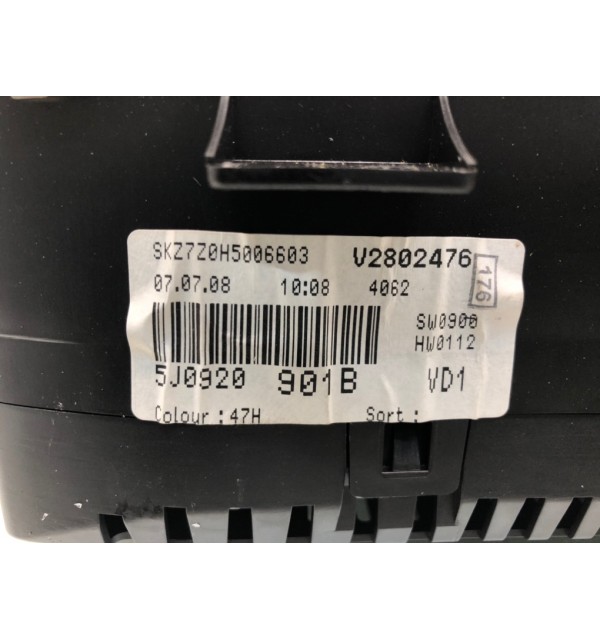 SKZ7Z0H5006603 V2802476
176
07.07.08 10:08 4062
SW0900
HW0112
5J0920 901B VD1
Colour : 47H Sort :